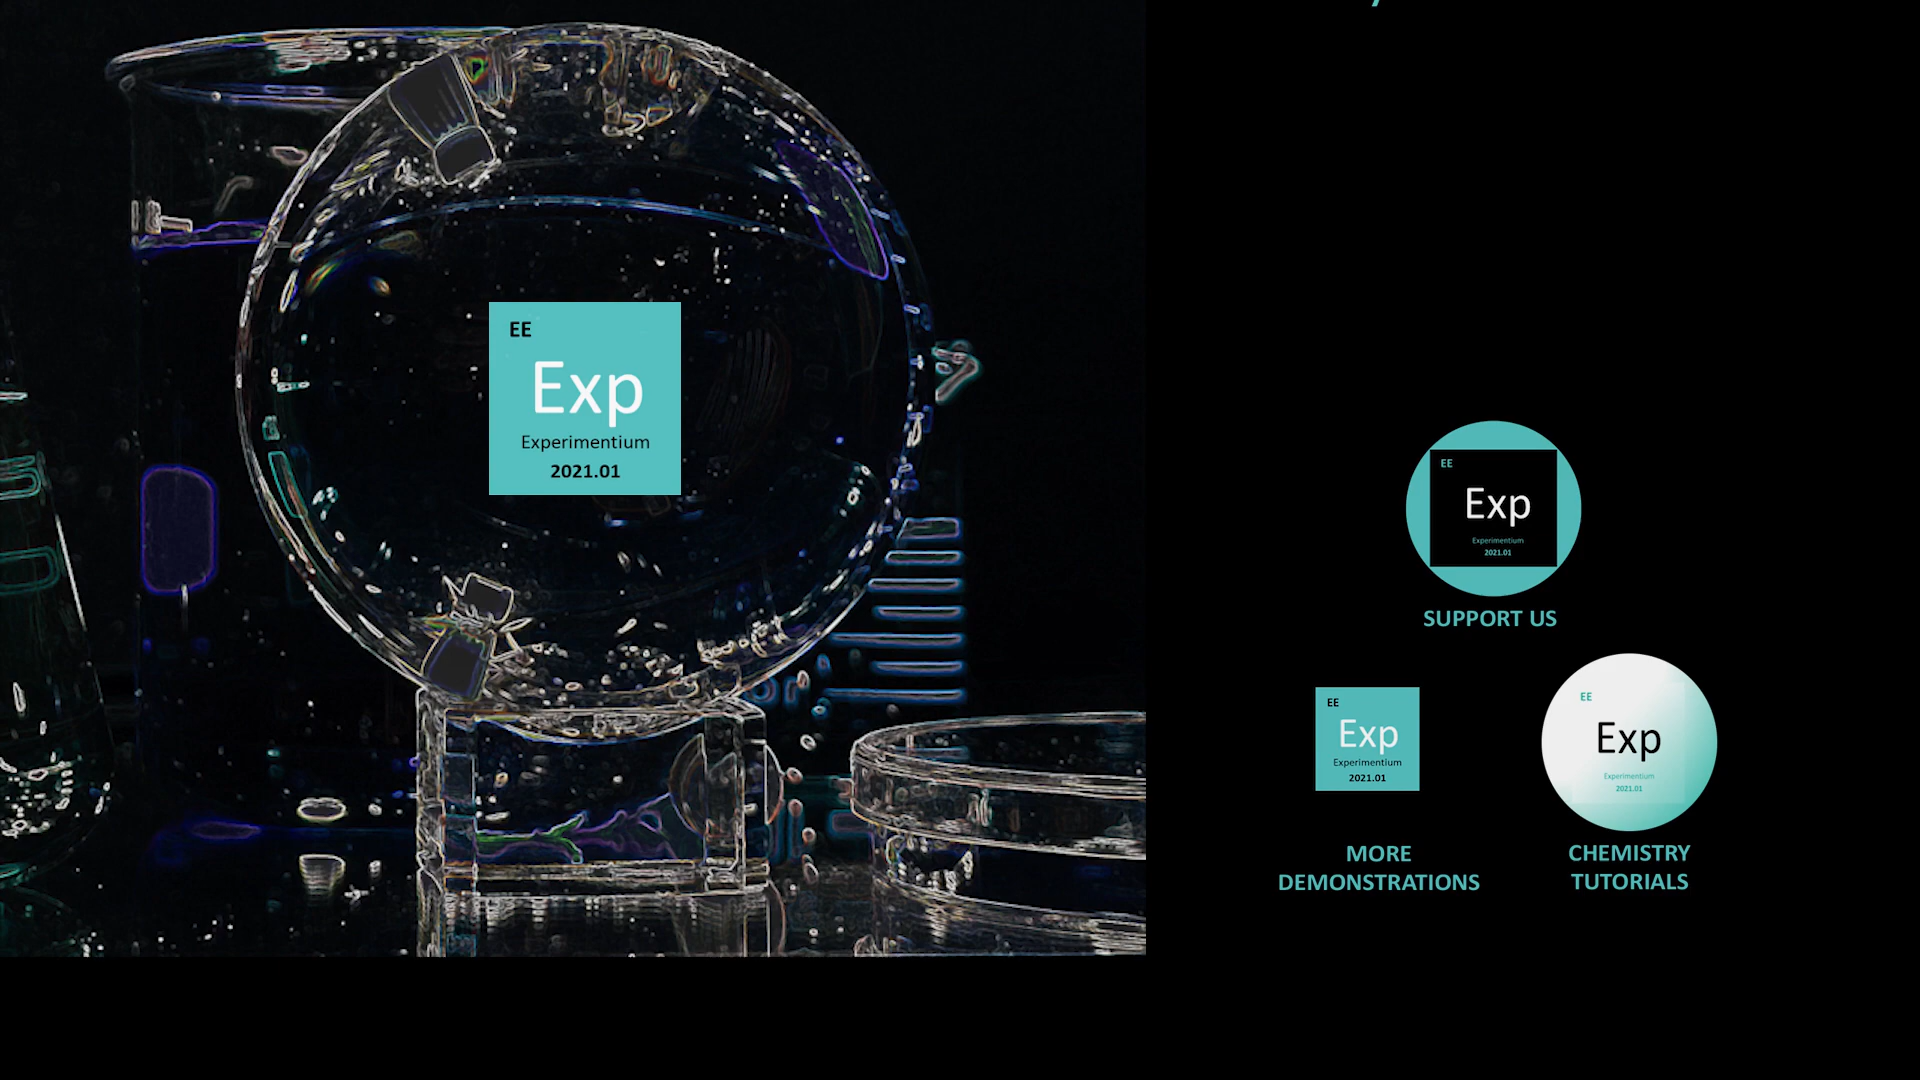 EE
Exp
Experimentium
2021.01
EE
Exp
Experimentium
2021.01
SUPPORT US
EE
Exp
Experimentium
2021.01
MORE
DEMONSTRATIONS
EE
Exp
Experimentium
2021.01
CHEMISTRY
TUTORIALS